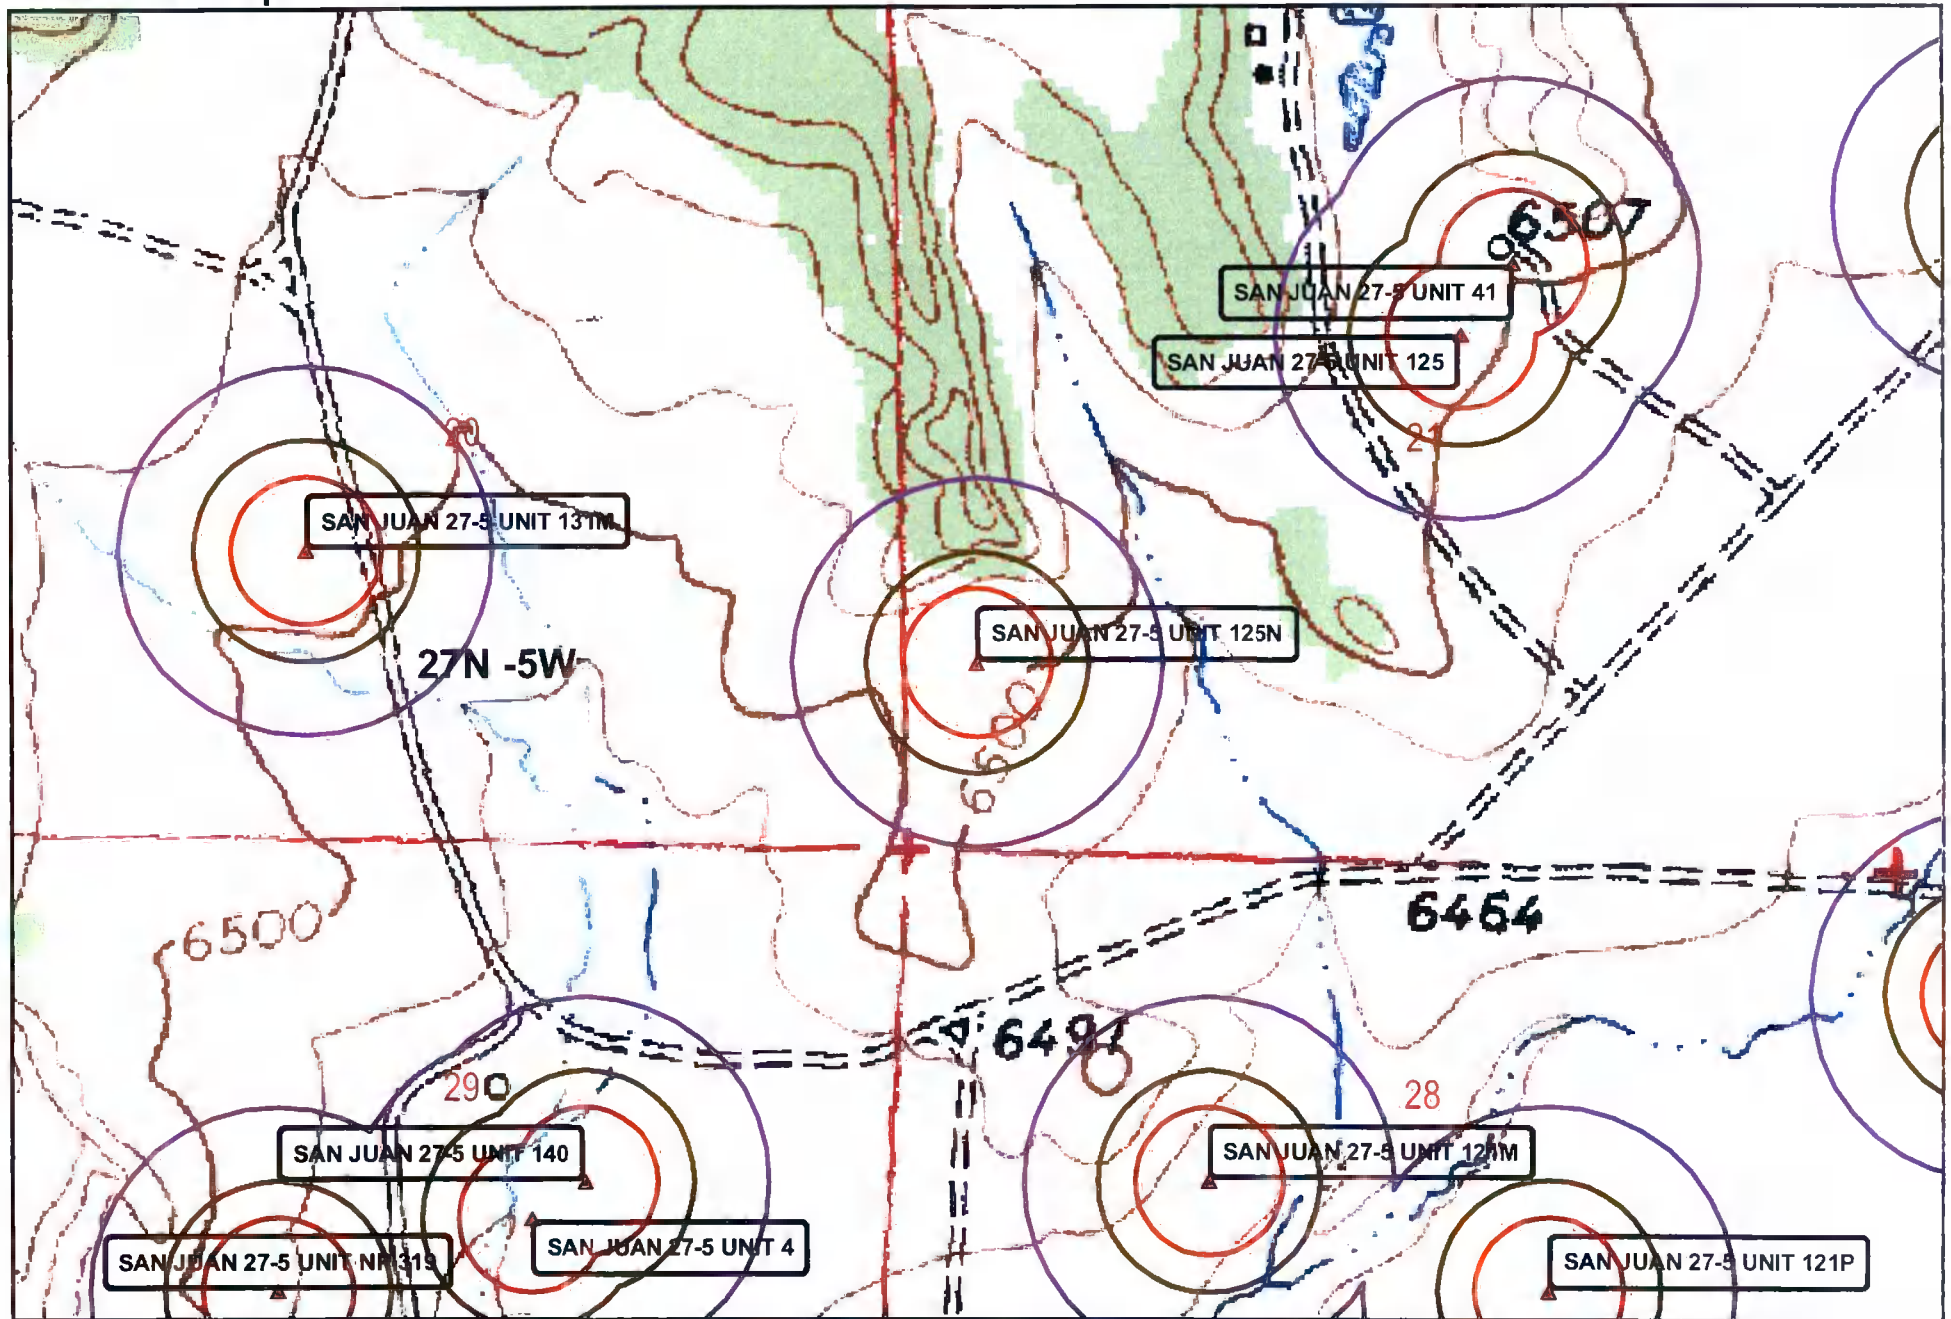 6507
SAN JUAN 27-5 UNIT 41
SAN JUAN 27-5 UNIT 125
21
SAN JUAN 27-5 UNIT 131M
SAN JUAN 27-5 UNIT 125N
27N -5W
6500
6500
6464
6491
29
28
SAN JUAN 27-5 UNIT 140
SAN JUAN 27-5 UNIT 121M
SAN JUAN 27-5 UNIT 4
SAN JUAN 27-5 UNIT NP 319
SAN JUAN 27-5 UNIT 121P